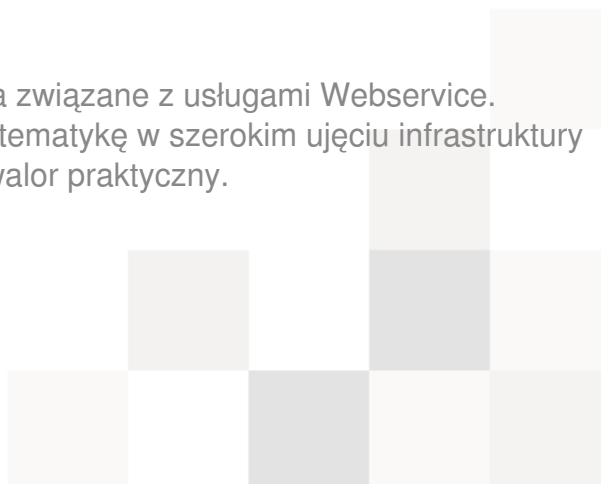 a związane z usługami Webservice.
tematykę w szerokim ujęciu infrastruktury
walor praktyczny.